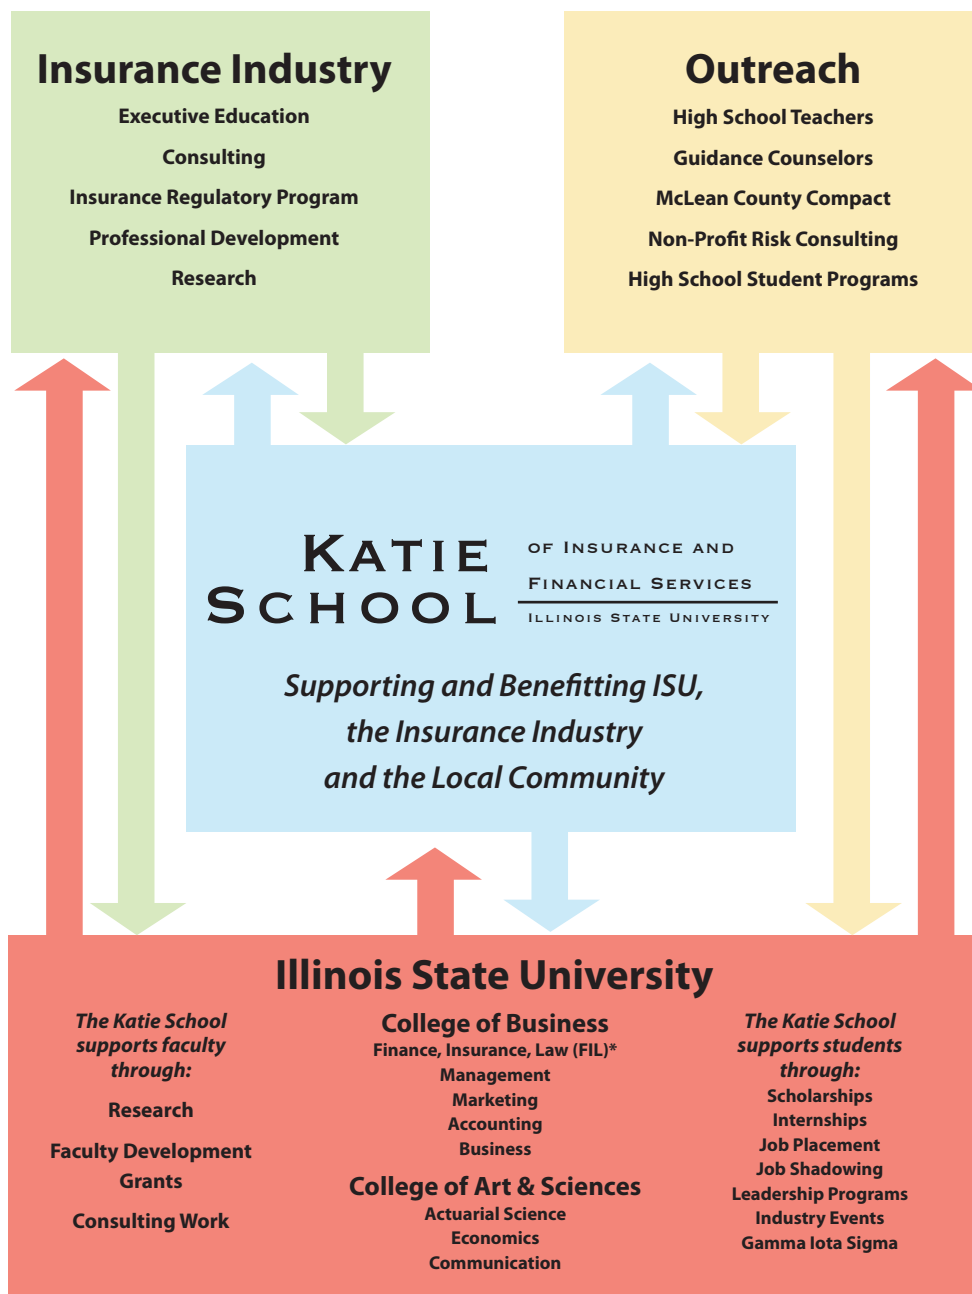 Insurance Industry
Executive Education
Consulting
Insurance Regulatory Program
Professional Development
Research
Outreach
High School Teachers
Guidance Counselors
McLean County Compact
Non-Profit Risk Consulting
High School Student Programs
KATIE
SCHOOL
OF INSURANCE AND
FINANCIAL SERVICES
ILLINOIS STATE UNIVERSITY
Supporting and Benefitting ISU,
the Insurance Industry
and the Local Community
Illinois State University
The Katie School
supports faculty
through:
Research
Faculty Development
Grants
Consulting Work
College of Business
Finance, Insurance, Law (FIL)*
Management
Marketing
Accounting
Business
College of Art & Sciences
Actuarial Science
Economics
Communication
The Katie School
supports students
through:
Scholarships
Internships
Job Placement
Job Shadowing
Leadership Programs
Industry Events
Gamma Iota Sigma